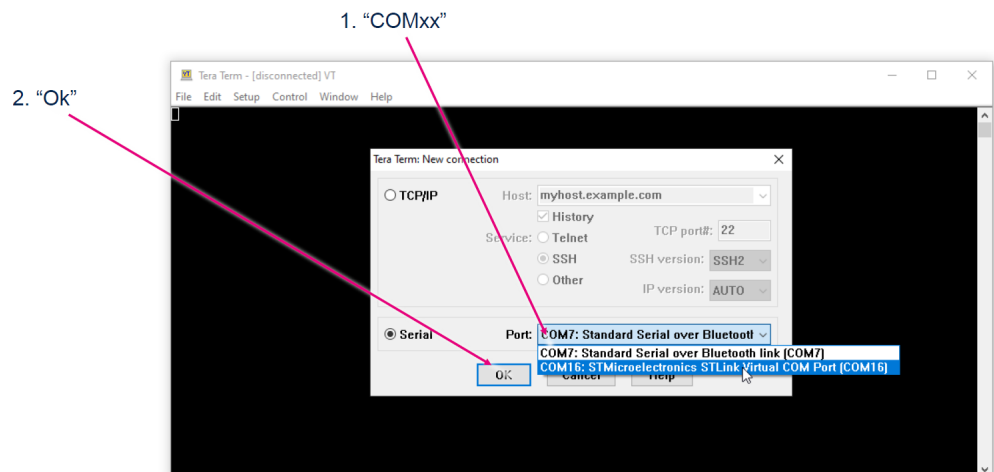 1. “COMxx”
2. “Ok”
Tera Term - [disconnected] VT
File Edit Setup Control Window Help
Tera Term: New connection
TCP/IP Host: myhost.example.com
History
Service: Telnet TCP port#: 22
SSH SSH version: SSH2
Other IP version: AUTO
Serial Port: COM7: Standard Serial over Bluetooth
COM7: Standard Serial over Bluetooth link (COM7)
COM16: STMicroelectronics STLink Virtual COM Port (COM16)
OK Cancel Help